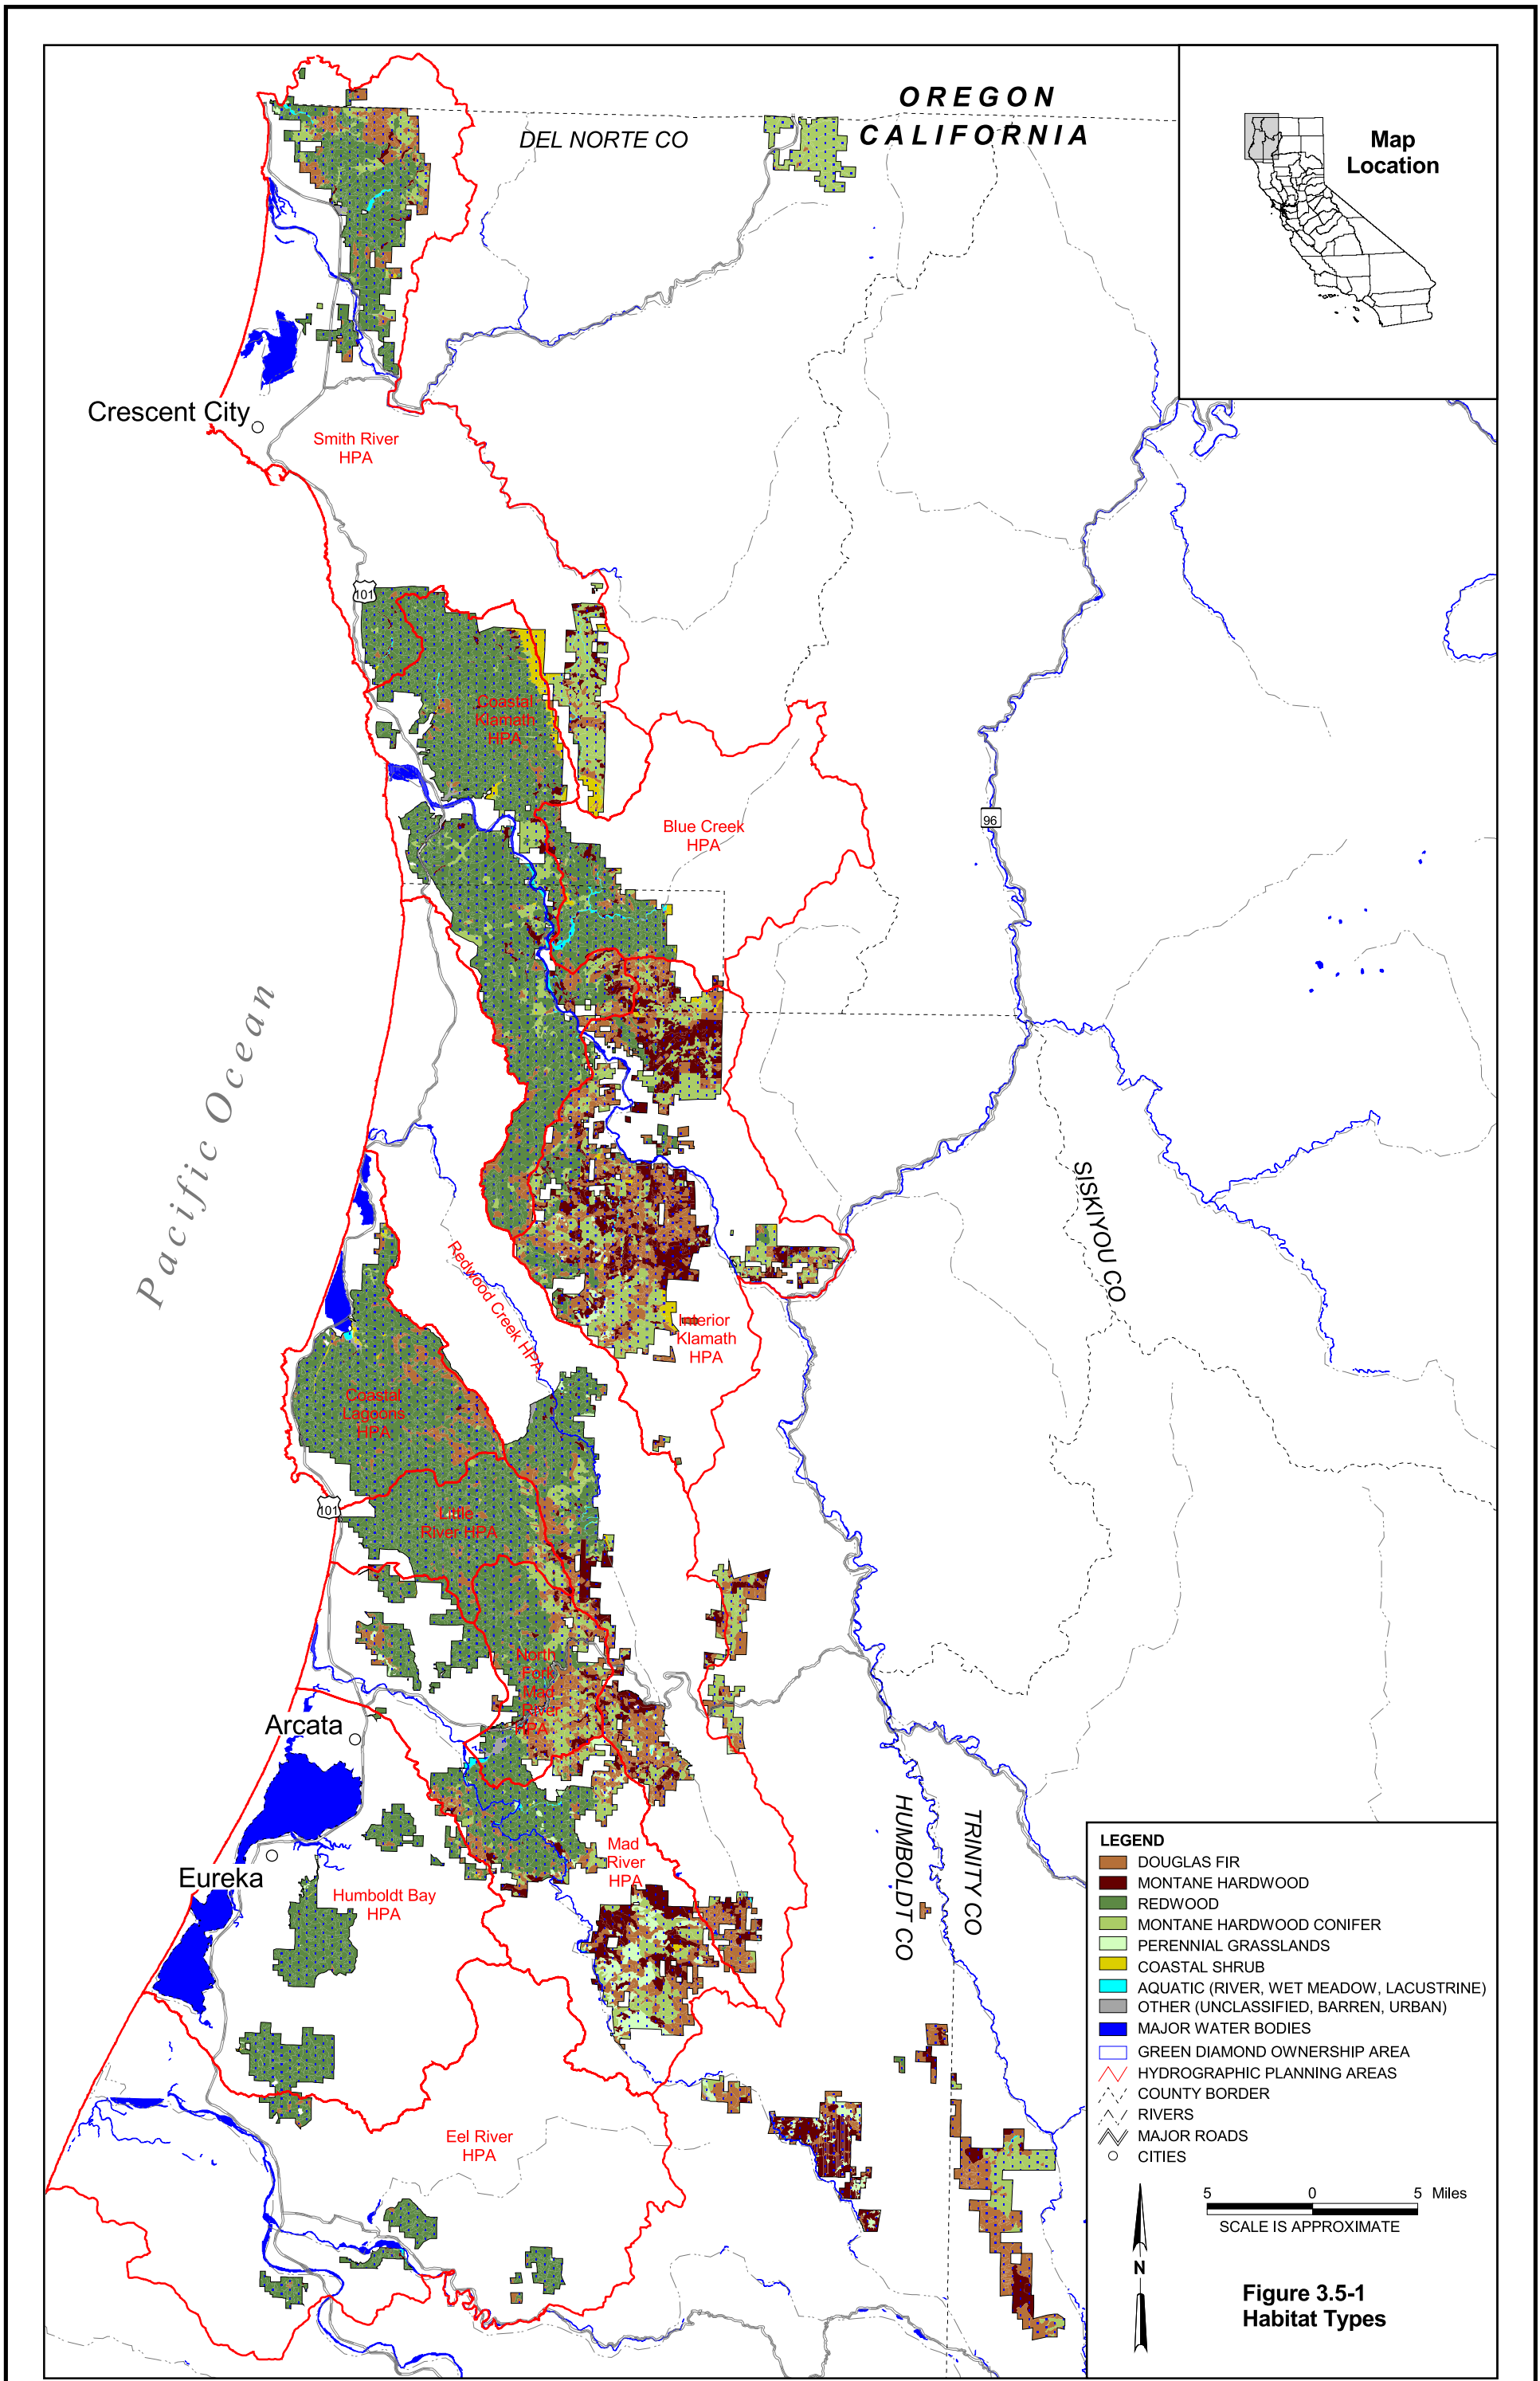 OREGON
CALIFORNIA
DEL NORTE CO
Map
Location
Crescent City
Smith River
HPA
101
Coastal
Klamath
HPA
Blue Creek
HPA
96
Pacific Ocean
SISKIYOU CO
Redwood Creek HPA
Interior
Klamath
HPA
Coastal
Lagoons
HPA
101
Little
River HPA
North
Fork
Mad
River
HPA
Arcata
Mad
River
HPA
Eureka
Humboldt Bay
HPA
HUMBOLDT CO
TRINITY CO
Eel River
HPA
LEGEND
DOUGLAS FIR
MONTANE HARDWOOD
REDWOOD
MONTANE HARDWOOD CONIFER
PERENNIAL GRASSLANDS
COASTAL SHRUB
AQUATIC (RIVER, WET MEADOW, LACUSTRINE)
OTHER (UNCLASSIFIED, BARREN, URBAN)
MAJOR WATER BODIES
GREEN DIAMOND OWNERSHIP AREA
HYDROGRAPHIC PLANNING AREAS
COUNTY BORDER
RIVERS
MAJOR ROADS
CITIES
5 0 5 Miles
SCALE IS APPROXIMATE
N
Figure 3.5-1
Habitat Types